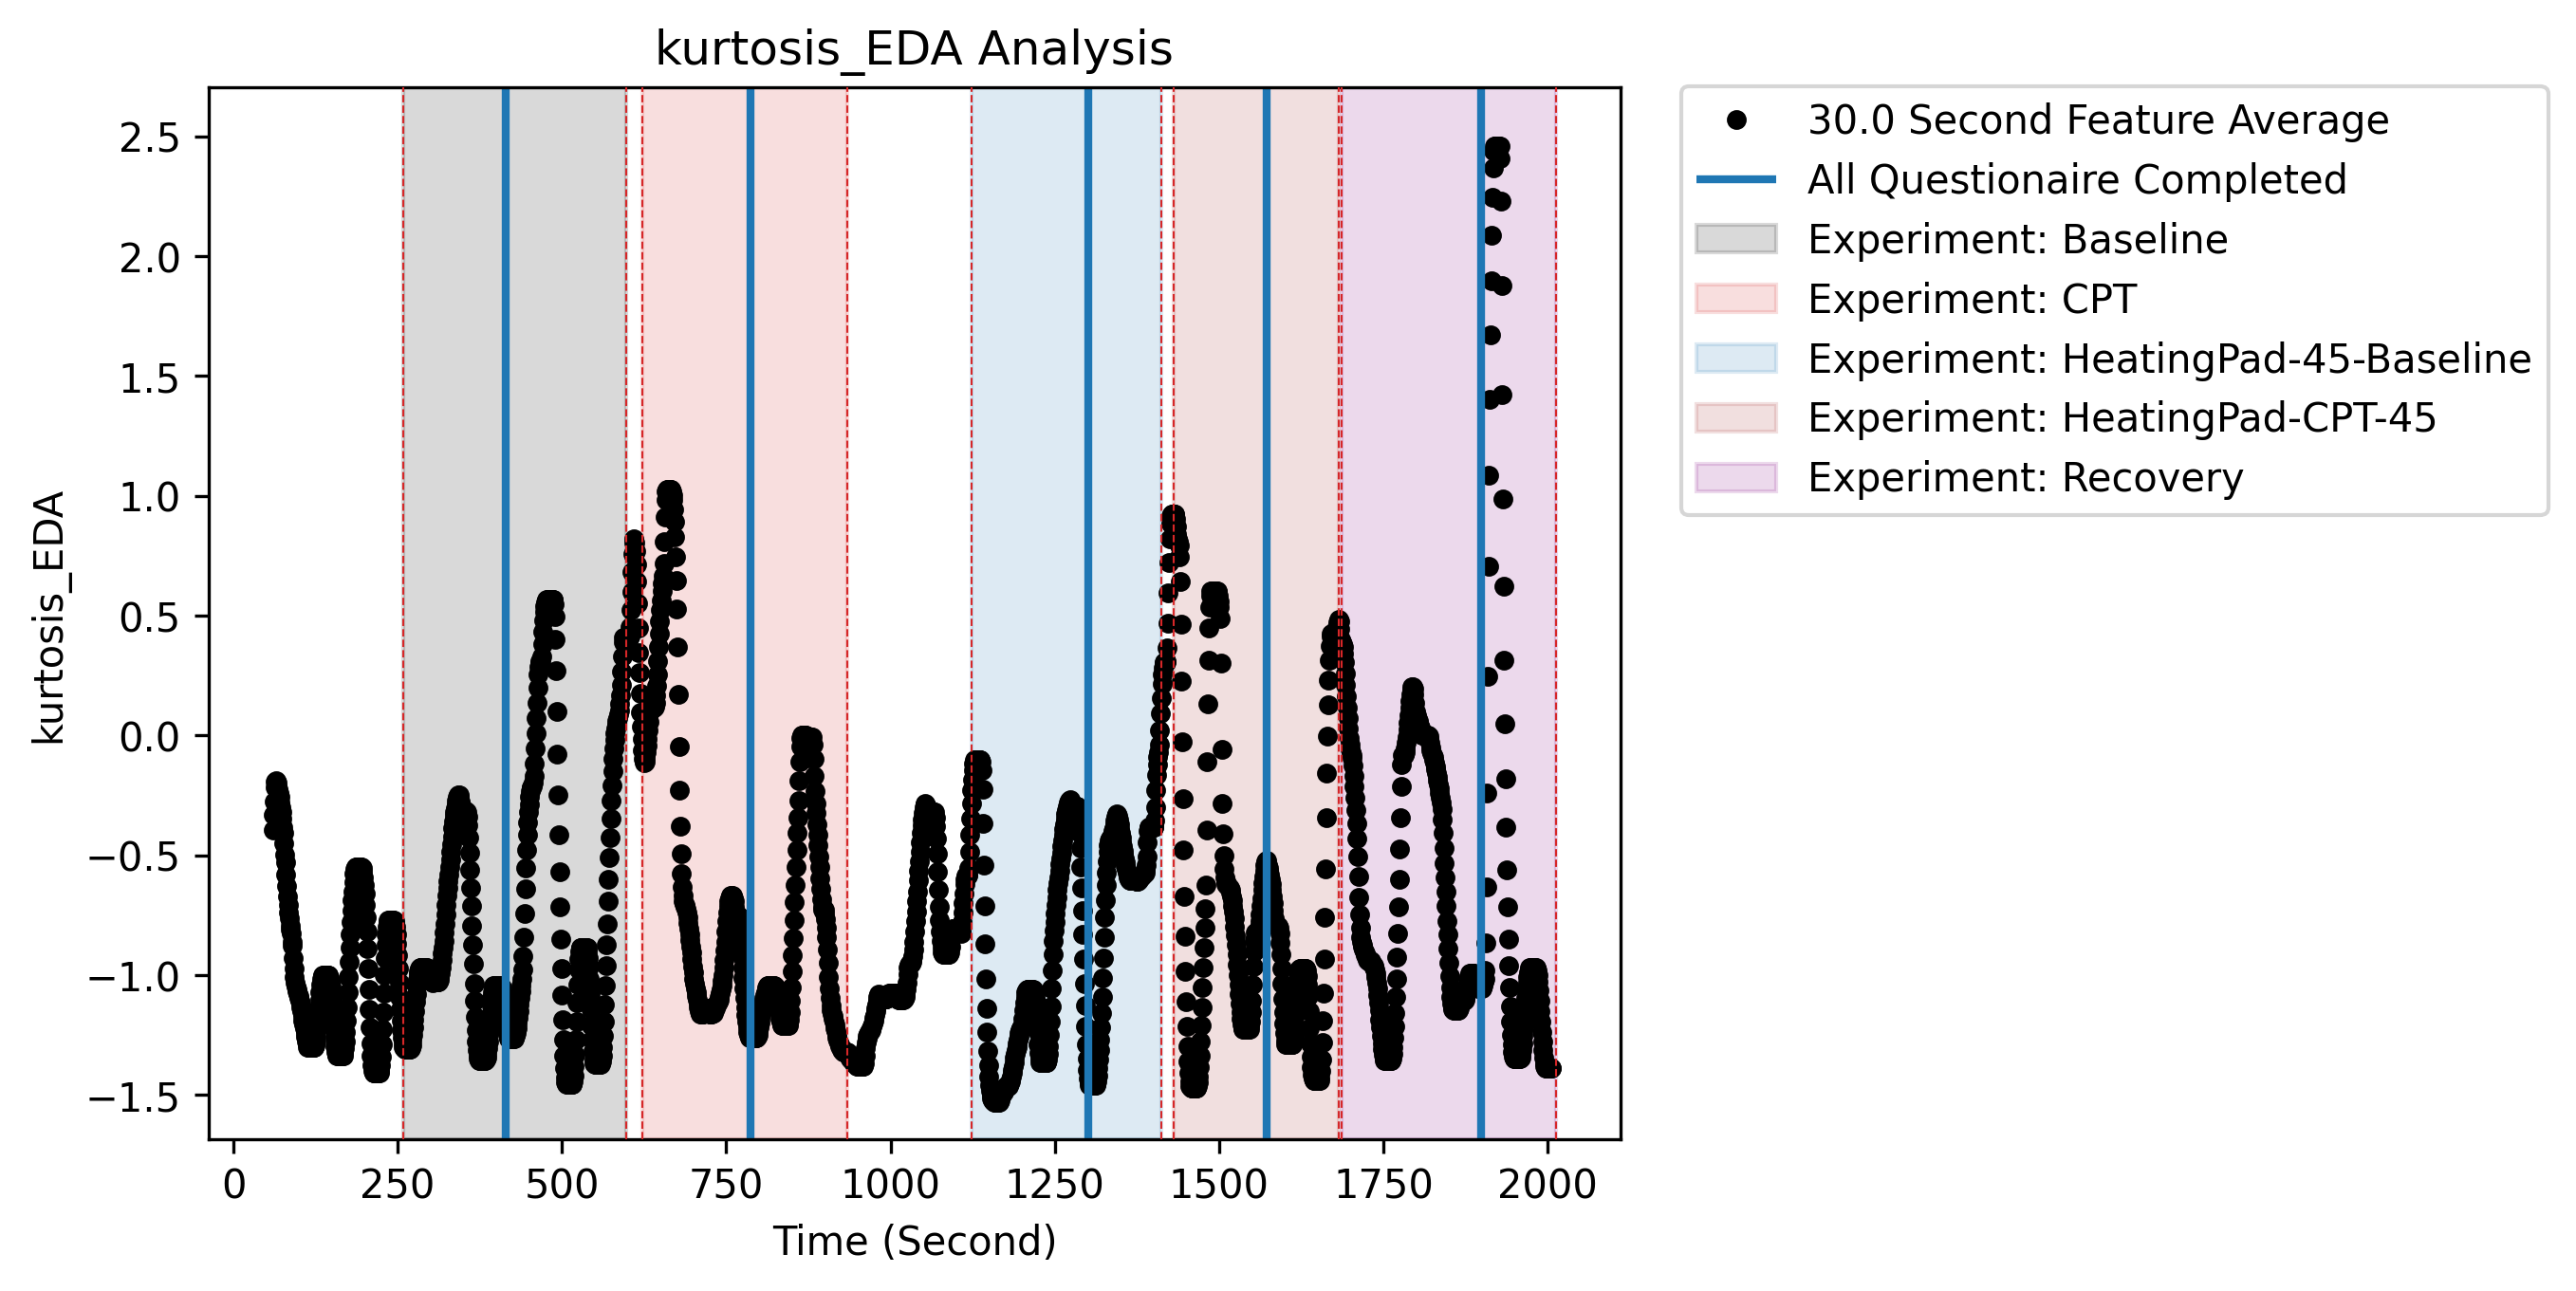 kurtosis_EDA Analysis
2.5
2.0
1.5
1.0
0.5
0.0
−0.5
−1.0
−1.5
kurtosis_EDA
0 250 500 750 1000 1250 1500 1750 2000
Time (Second)
30.0 Second Feature Average
All Questionaire Completed
Experiment: Baseline
Experiment: CPT
Experiment: HeatingPad-45-Baseline
Experiment: HeatingPad-CPT-45
Experiment: Recovery